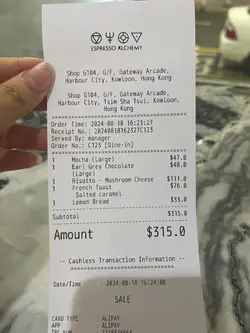 ESPRESSO ALCHEMY
Shop G104, G/F, Gateway Arcade,
Harbour City, Kowloon, Hong Kong
Shop G104, G/F, Gateway Arcade,
Harbour City, Tsim Sha Tsui, Kowloon,
Hong Kong
Order Time: 2024-08-18 16:23:27
Receipt No.: 20240818162327C123
Served By: manager
Order No.: C123 [Dine-in]
1 Mocha (Large) $47.0
1 Earl Grey Chocolate $48.0
(Large)
1 Risotto - Mushroom Cheese $111.0
1 French Toast $76.0
Salted caramel
1 Lemon Bread $33.0
Subtotal $315.0
Amount $315.0
-- Cashless Transaction Information --
Date/Time : 2024-08-18 16:24:08
SALE
CARD TYPE : ALIPAY
APP : ALIPAY